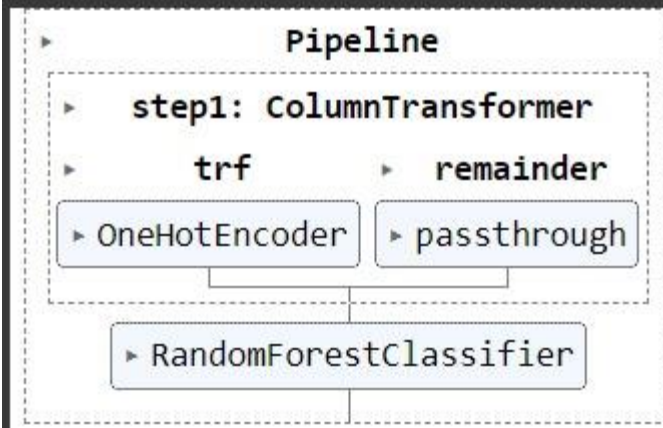 Pipeline
step1: ColumnTransformer
trf remainder
OneHotEncoder passthrough
RandomForestClassifier